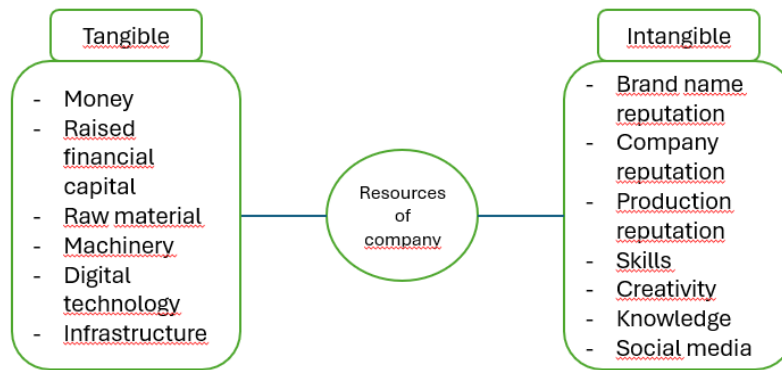 Tangible
- Money
- Raised
financial
capital
- Raw material
- Machinery
- Digital
technology
- Infrastructure
Resources
of
company
Intangible
- Brand name
reputation
- Company
reputation
- Production
reputation
- Skills
- Creativity
- Knowledge
- Social media